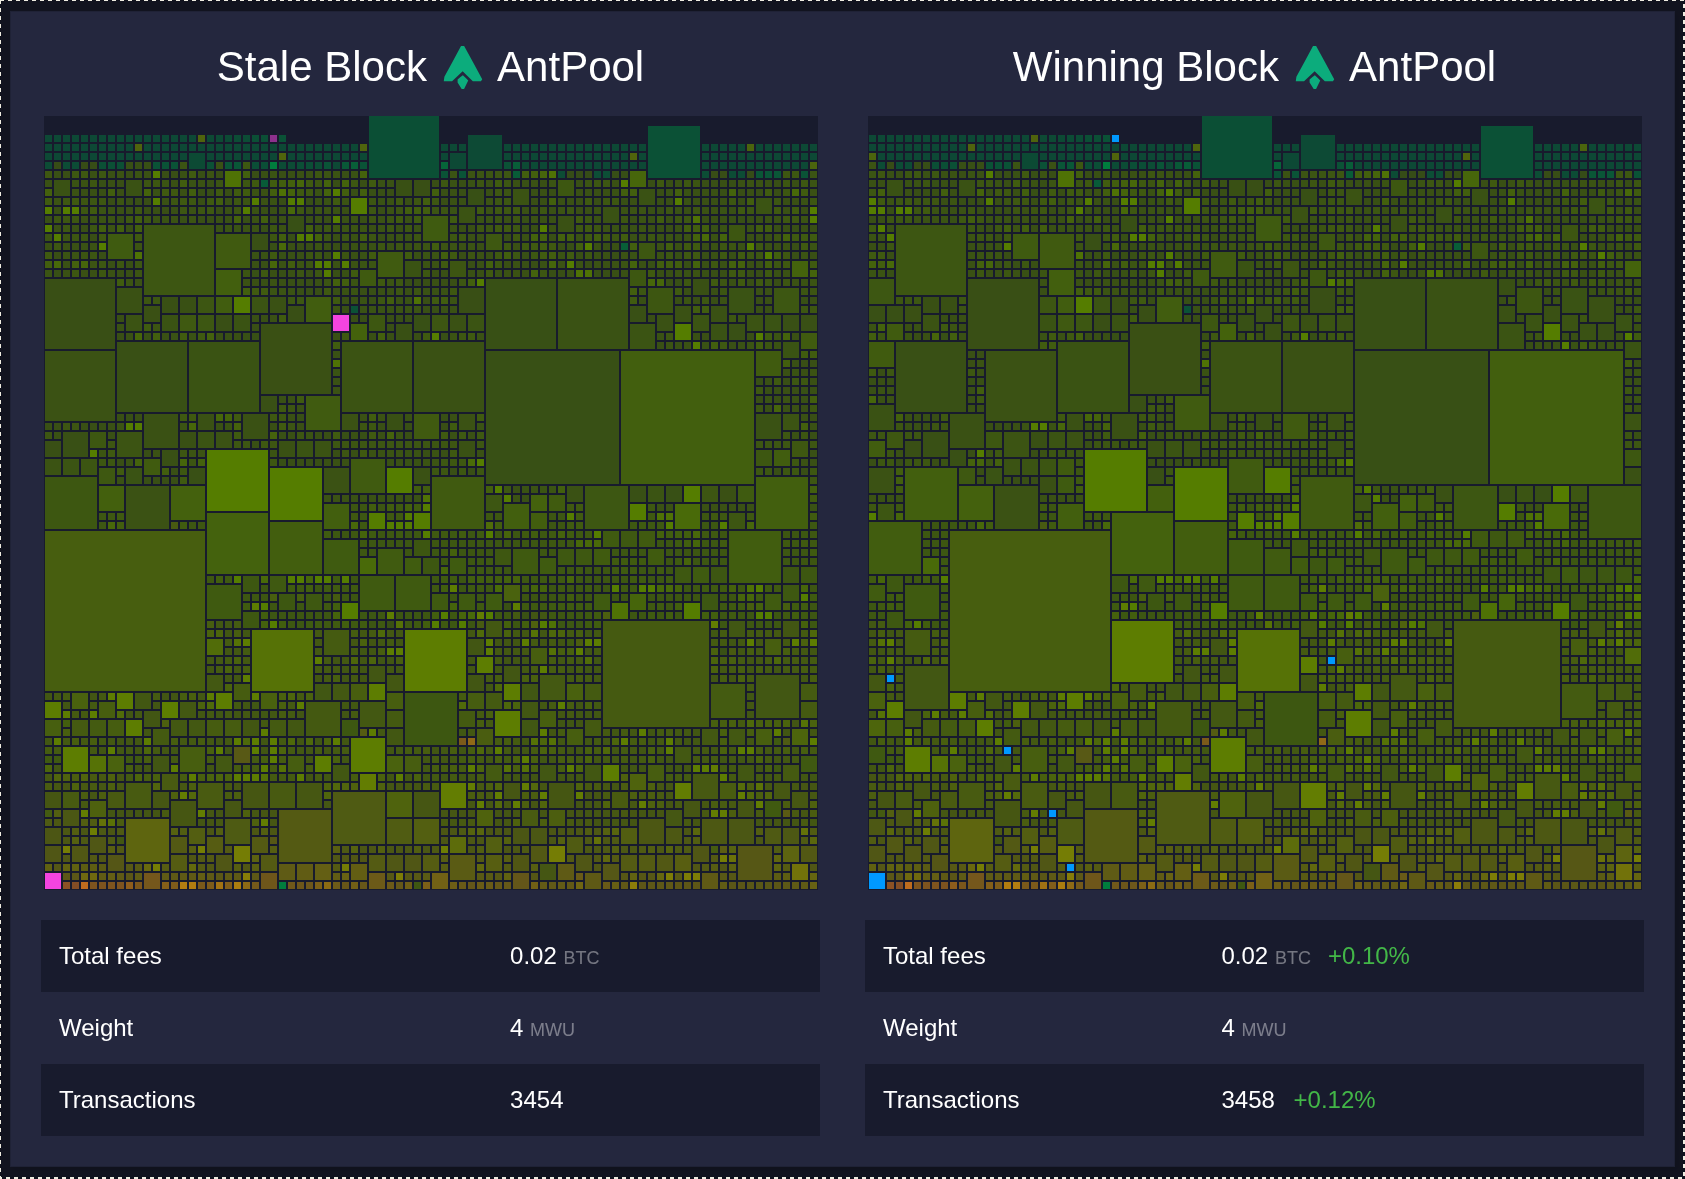 Stale Block AntPool
Winning Block AntPool
Total fees 0.02 BTC
Weight 4 MWU
Transactions 3454
Total fees 0.02 BTC +0.10%
Weight 4 MWU
Transactions 3458 +0.12%